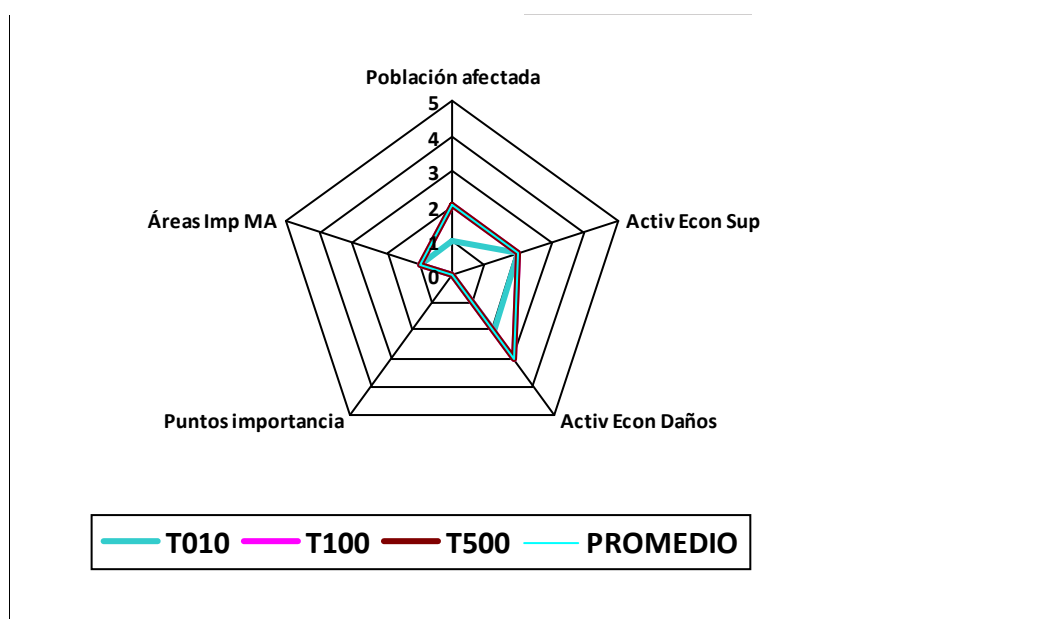 Población afectada
5
4
3
2
1
0
Áreas Imp MA
Activ Econ Sup
Puntos importancia
Activ Econ Daños
T010 T100 T500 PROMEDIO